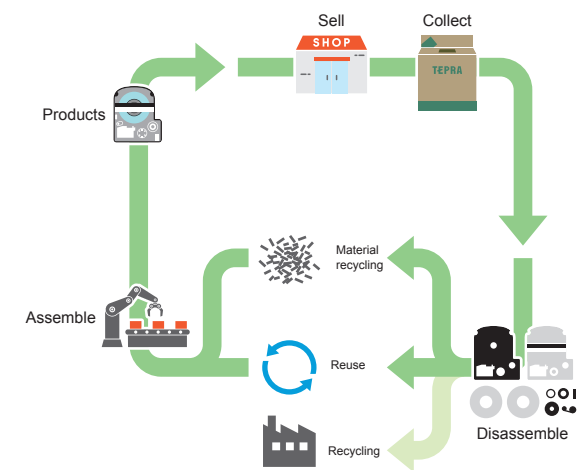 Sell
Collect
SHOP
TEPRA
Products
Material
recycling
Assemble
Reuse
Disassemble
Recycling